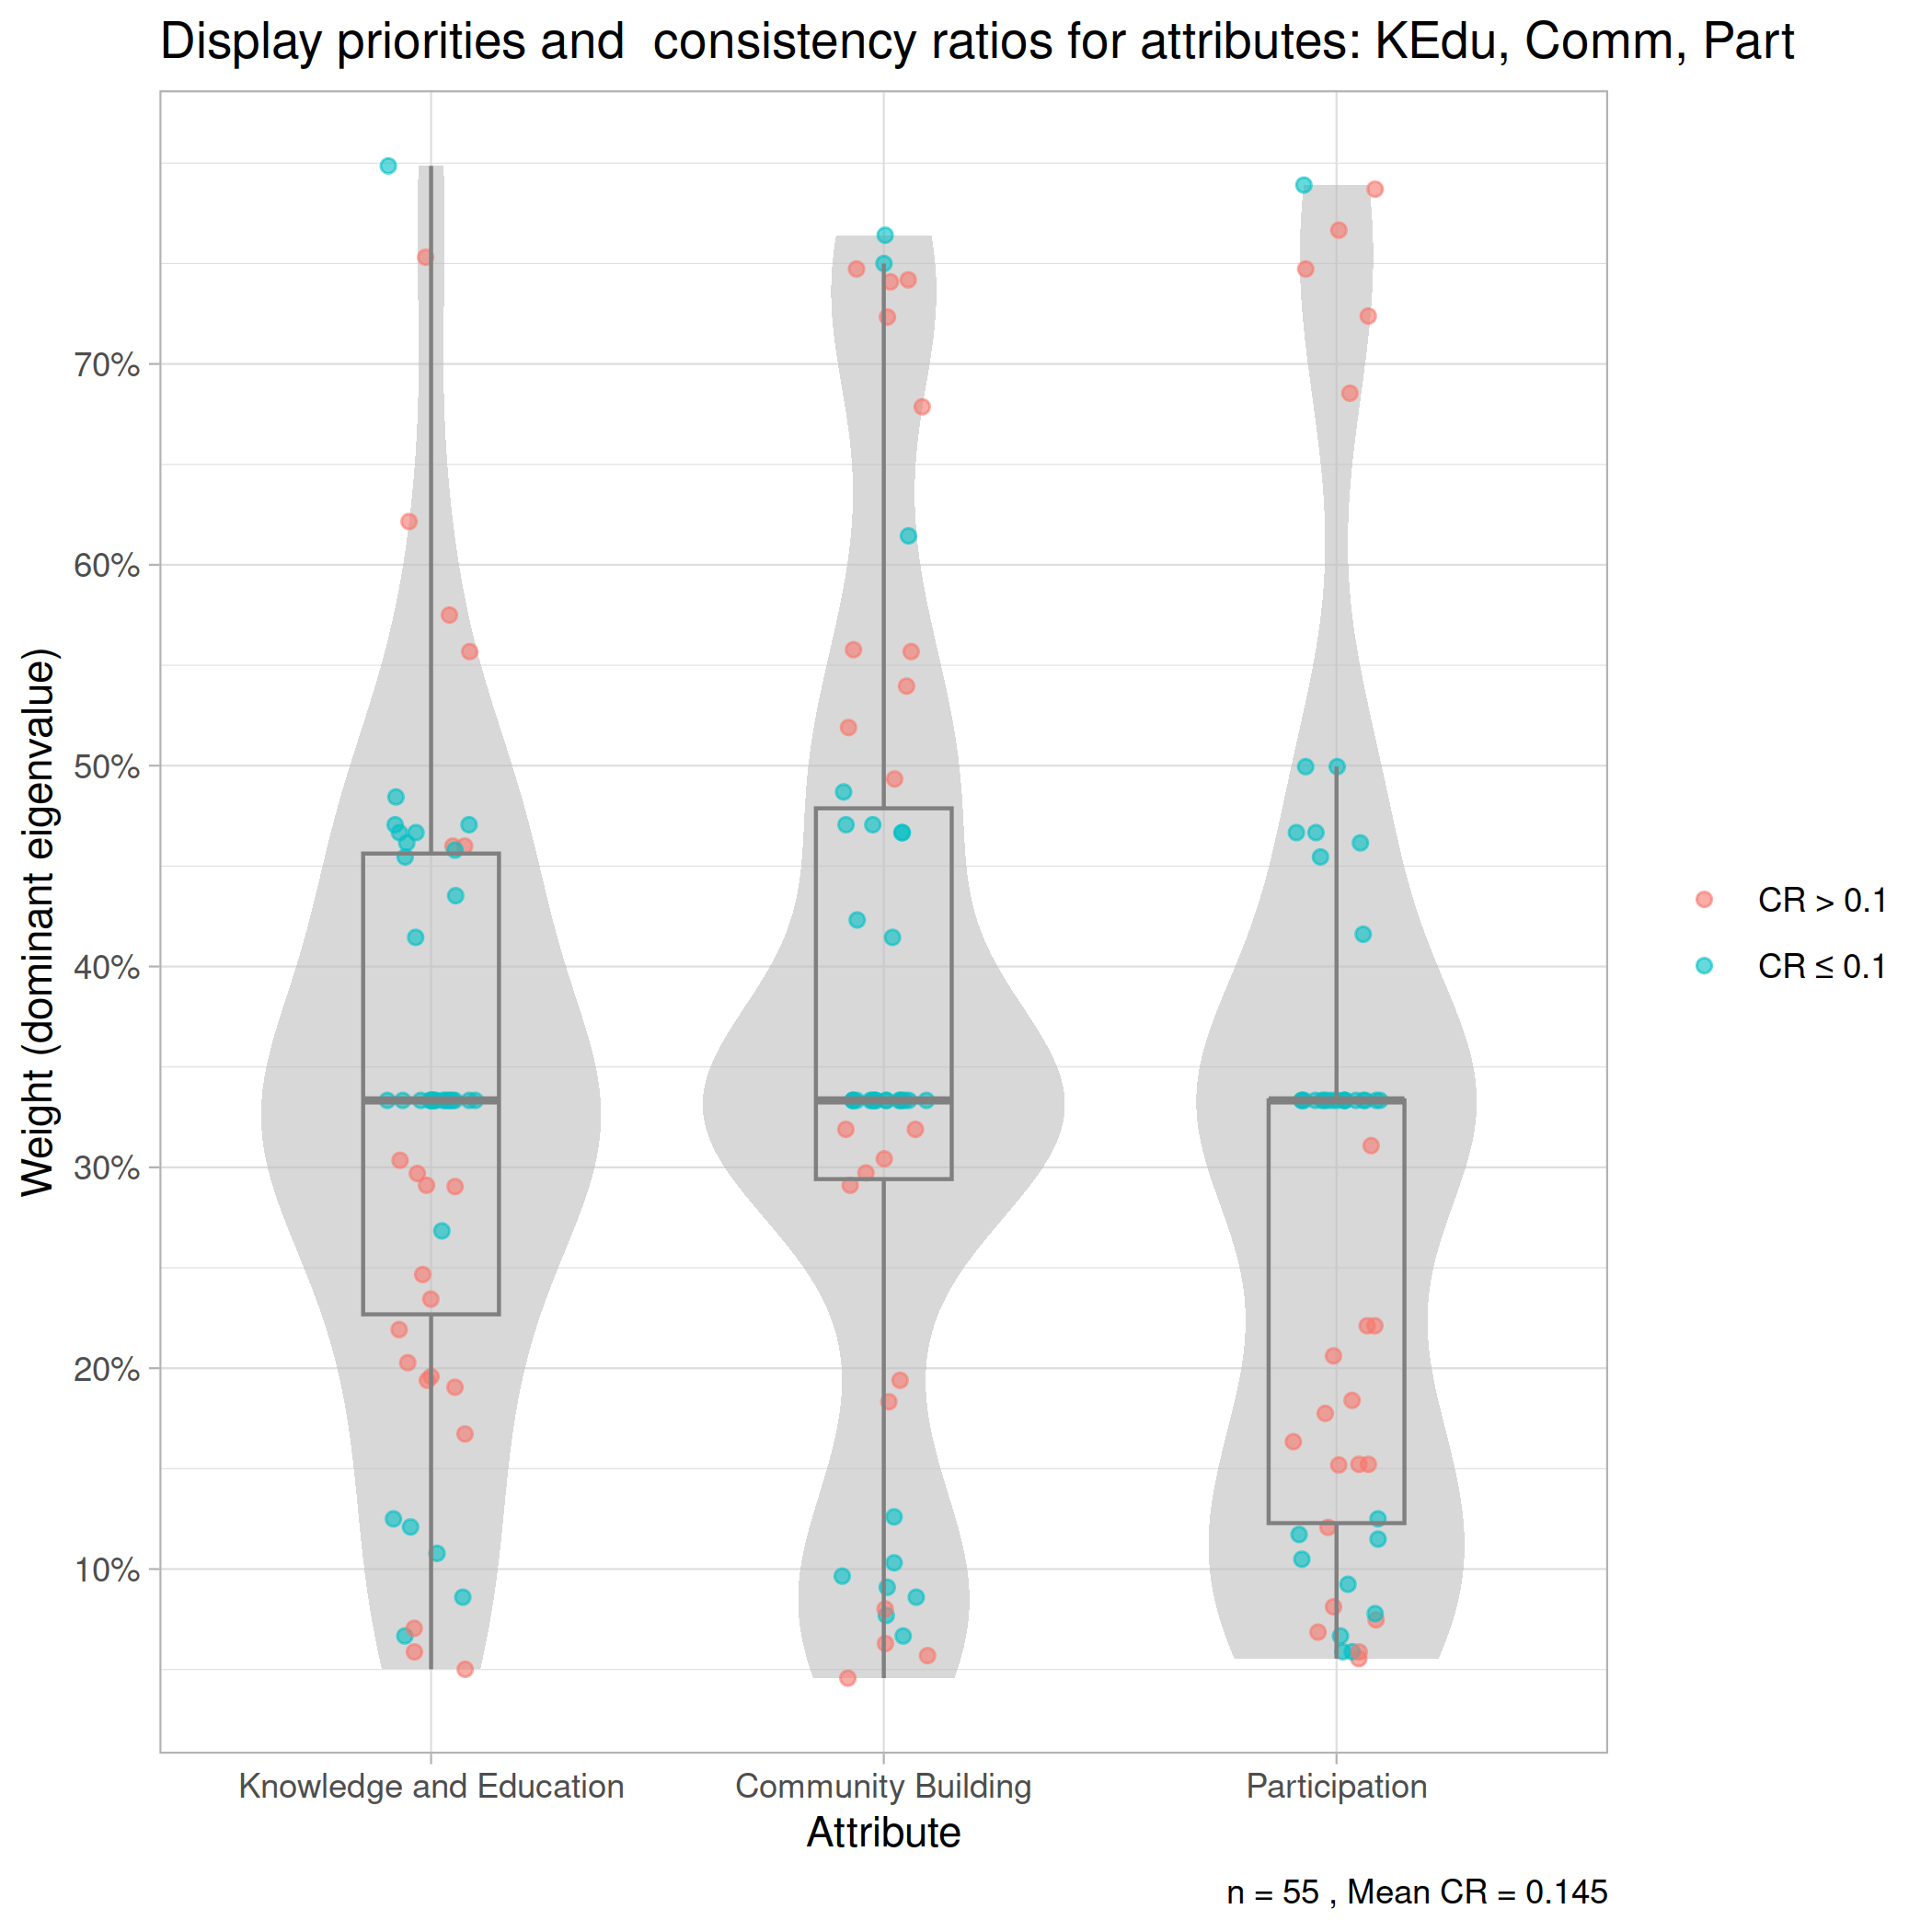 Display priorities and  consistency ratios for attributes: KEdu, Comm, Part
Weight (dominant eigenvalue)
70%
60%
50%
40%
30%
20%
10%
CR > 0.1
CR ≤ 0.1
Knowledge and Education
Community Building
Participation
Attribute
n = 55 , Mean CR = 0.145